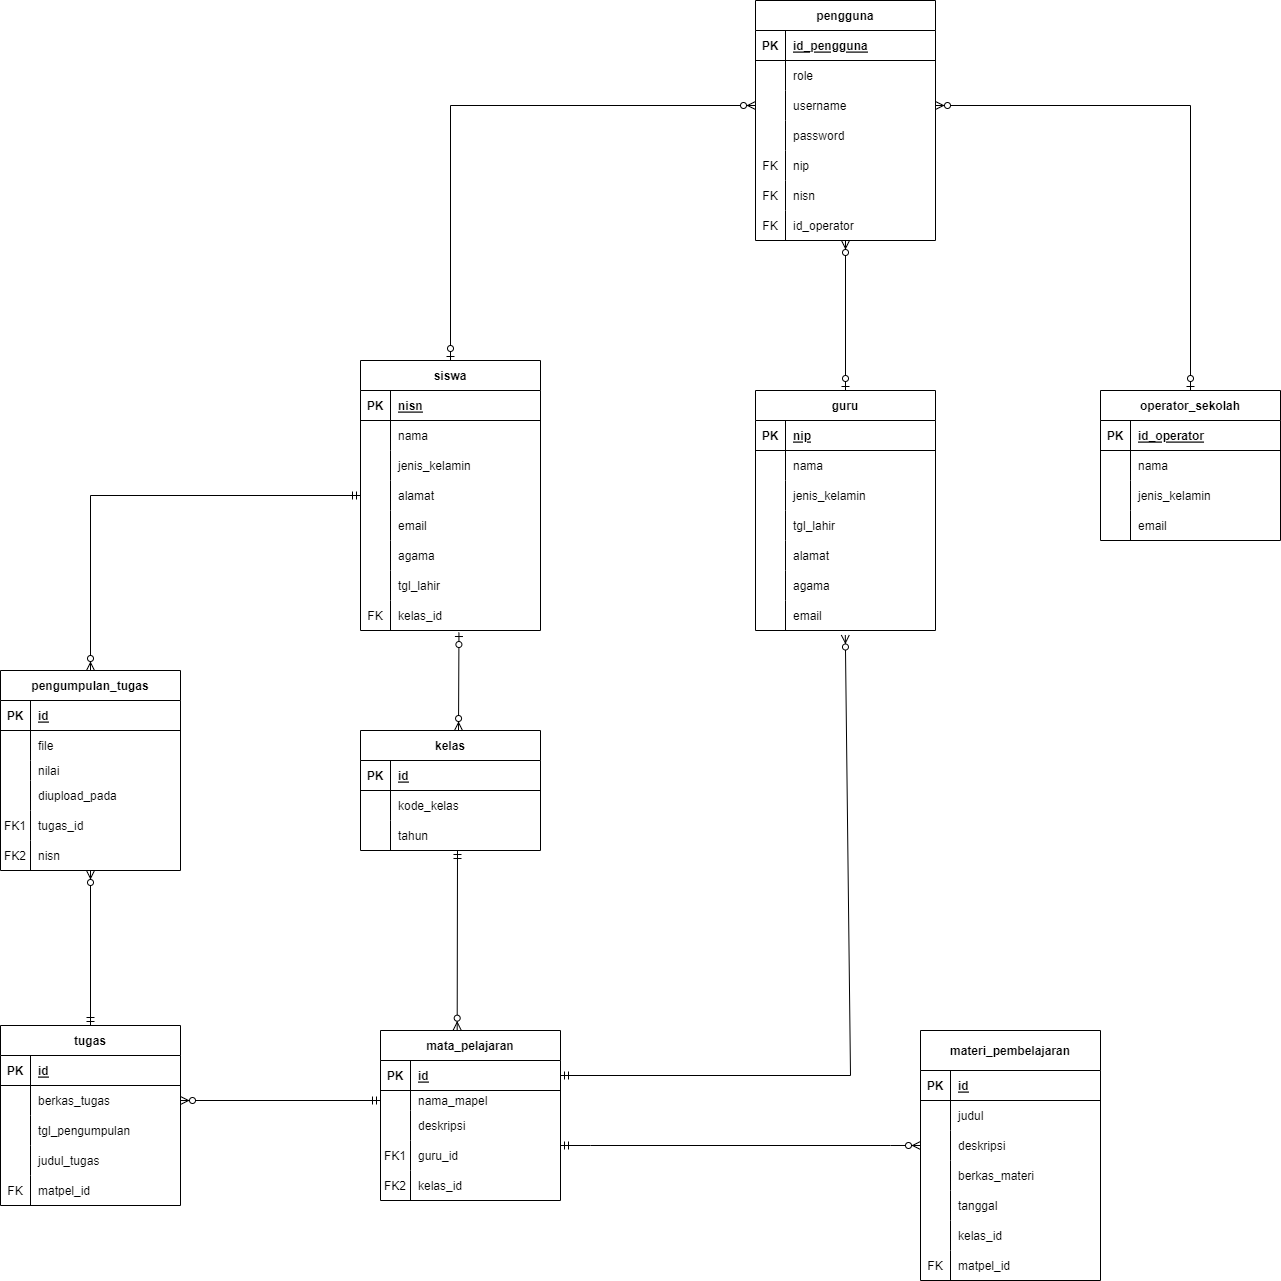 pengguna
PK id_pengguna
role
username
password
FK nip
FK nisn
FK id_operator
siswa
PK nisn
nama
jenis_kelamin
alamat
email
agama
tgl_lahir
FK kelas_id
guru
PK nip
nama
jenis_kelamin
tgl_lahir
alamat
agama
email
operator_sekolah
PK id_operator
nama
jenis_kelamin
email
pengumpulan_tugas
PK id
file
nilai
diupload_pada
FK1 tugas_id
FK2 nisn
kelas
PK id
kode_kelas
tahun
tugas
PK id
berkas_tugas
tgl_pengumpulan
judul_tugas
FK matpel_id
mata_pelajaran
PK id
nama_mapel
deskripsi
FK1 guru_id
FK2 kelas_id
materi_pembelajaran
PK id
judul
deskripsi
berkas_materi
tanggal
kelas_id
FK matpel_id